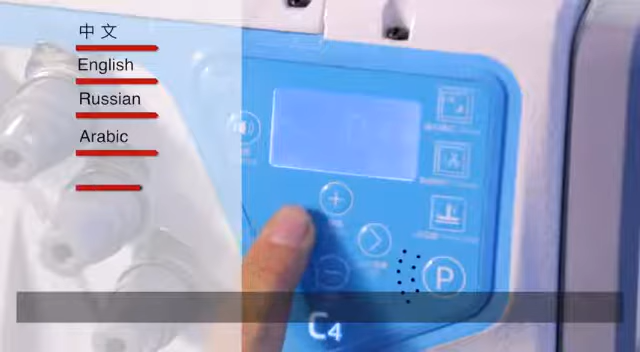 中文
English
Russian
Arabic
P
C4